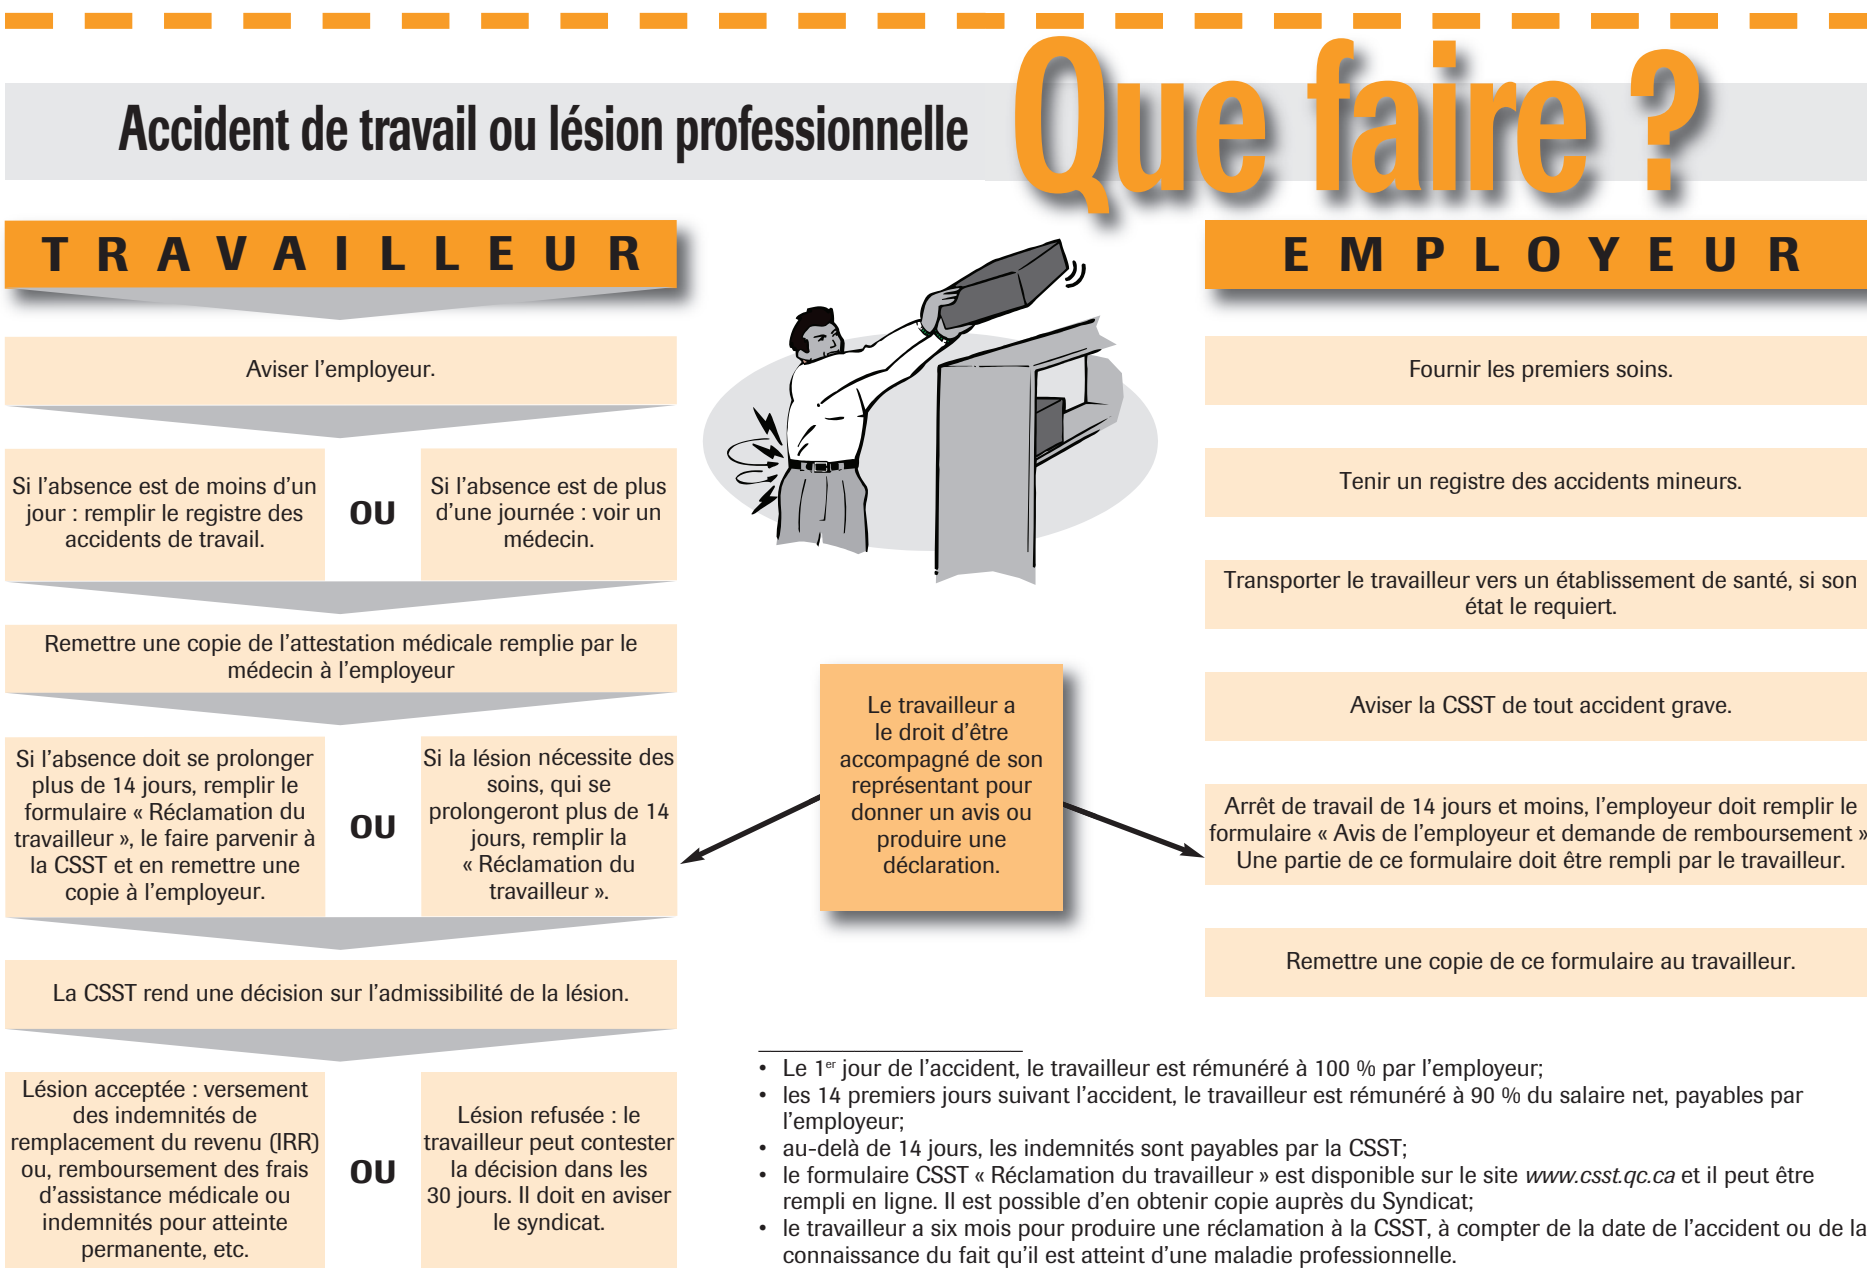 Accident de travail ou lésion professionnelle
Que faire ?
TRAVAILLEUR
Aviser l'employeur.
Si l'absence est de moins d'un
jour : remplir le registre des
accidents de travail.
OU
Si l'absence est de plus
d'une journée : voir un
médecin.
Remettre une copie de l'attestation médicale remplie par le
médecin à l'employeur
Si l'absence doit se prolonger
plus de 14 jours, remplir le
formulaire « Réclamation du
travailleur », le faire parvenir à
la CSST et en remettre une
copie à l'employeur.
OU
Si la lésion nécessite des
soins, qui se
prolongeront plus de 14
jours, remplir la
« Réclamation du
travailleur ».
La CSST rend une décision sur l'admissibilité de la lésion.
Lésion acceptée : versement
des indemnités de
remplacement du revenu (IRR)
ou, remboursement des frais
d'assistance médicale ou
indemnités pour atteinte
permanente, etc.
OU
Lésion refusée : le
travailleur peut contester
la décision dans les
30 jours. Il doit en aviser
le syndicat.
Le travailleur a
le droit d'être
accompagné de son
représentant pour
donner un avis ou
produire une
déclaration.
EMPLOYEUR
Fournir les premiers soins.
Tenir un registre des accidents mineurs.
Transporter le travailleur vers un établissement de santé, si son
état le requiert.
Aviser la CSST de tout accident grave.
Arrêt de travail de 14 jours et moins, l'employeur doit remplir le
formulaire « Avis de l'employeur et demande de remboursement »
Une partie de ce formulaire doit être rempli par le travailleur.
Remettre une copie de ce formulaire au travailleur.
• Le 1er jour de l'accident, le travailleur est rémunéré à 100 % par l'employeur;
• les 14 premiers jours suivant l'accident, le travailleur est rémunéré à 90 % du salaire net, payables par
l'employeur;
• au-delà de 14 jours, les indemnités sont payables par la CSST;
• le formulaire CSST « Réclamation du travailleur » est disponible sur le site www.csst.qc.ca et il peut être
rempli en ligne. Il est possible d'en obtenir copie auprès du Syndicat;
• le travailleur a six mois pour produire une réclamation à la CSST, à compter de la date de l'accident ou de la
connaissance du fait qu'il est atteint d'une maladie professionnelle.